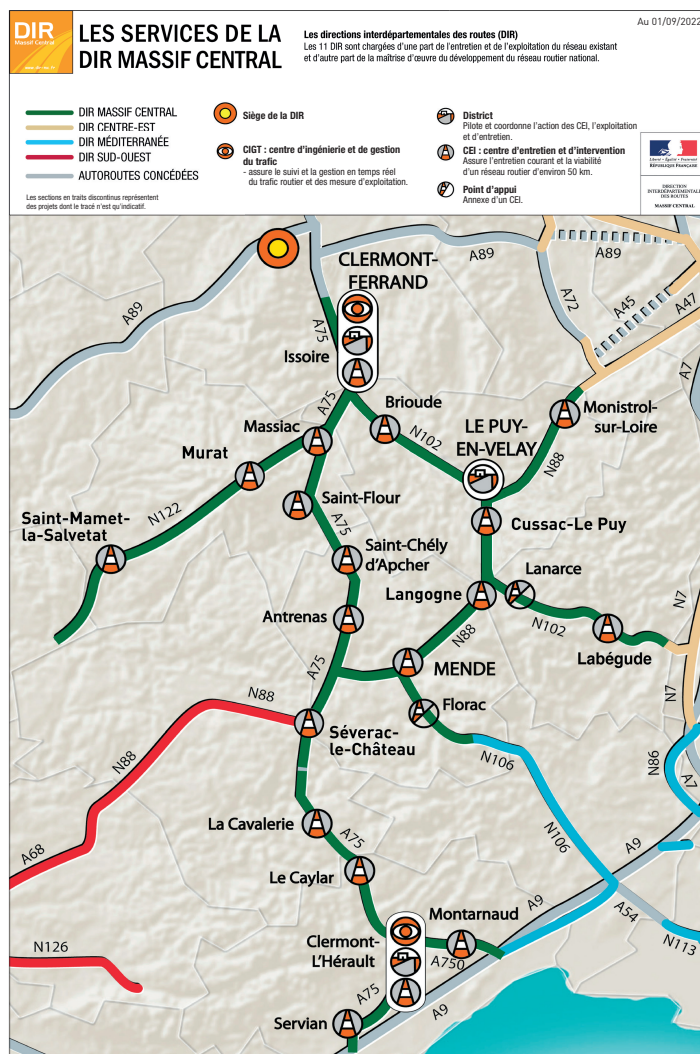 Au 01/09/2022
DIR
Massif Central
LES SERVICES DE LA
DIR MASSIF CENTRAL
Les directions interdépartementales des routes (DIR)
Les 11 DIR sont chargées d'une part de l'entretien et de l'exploitation du réseau existant
et d'autre part de la maîtrise d'œuvre du développement du réseau routier national.
DIR MASSIF CENTRAL
DIR CENTRE-EST
DIR MÉDITERRANÉE
DIR SUD-OUEST
AUTOROUTES CONCÉDÉES
Les sections en traits discontinus représentent
des projets dont le tracé n'est qu'indicatif.
Siège de la DIR
CIGT : centre d'ingénierie et de gestion
du trafic
- assure le suivi et la gestion en temps réel
du trafic routier et des mesure d'exploitation.
District
Pilote et coordonne l'action des CEI, l'exploitation
et d'entretien.
CEI : centre d'entretien et d'intervention
Assure l'entretien courant et la viabilité
d'un réseau routier d'environ 50 km.
Point d'appui
Annexe d'un CEI.
Liberté • Égalité • Fraternité
RÉPUBLIQUE FRANÇAISE
DIRECTION
INTERDÉPARTEMENTALE
DES ROUTES
MASSIF CENTRAL
A89
A89
A89
CLERMONT-
FERRAND
A72
A45
A47
A75
Issoire
A7
A75
Brioude
Monistrol-
sur-Loire
Massiac
N102
LE PUY-
EN-VELAY
N88
Murat
Saint-Flour
N122
Saint-Mamet-
la-Salvetat
A75
Cussac-Le Puy
Saint-Chély
d'Apcher
Lanarce
Langogne
N7
Antrenas
N88
N102
Labégude
A75
MENDE
N88
Florac
N7
Séverac-
le-Château
N88
N106
N86
A7
La Cavalerie
A75
N106
A9
A68
Le Caylar
Montarnaud
A9
A54
N113
N126
Clermont-
L'Hérault
A750
A75
A9
Servian